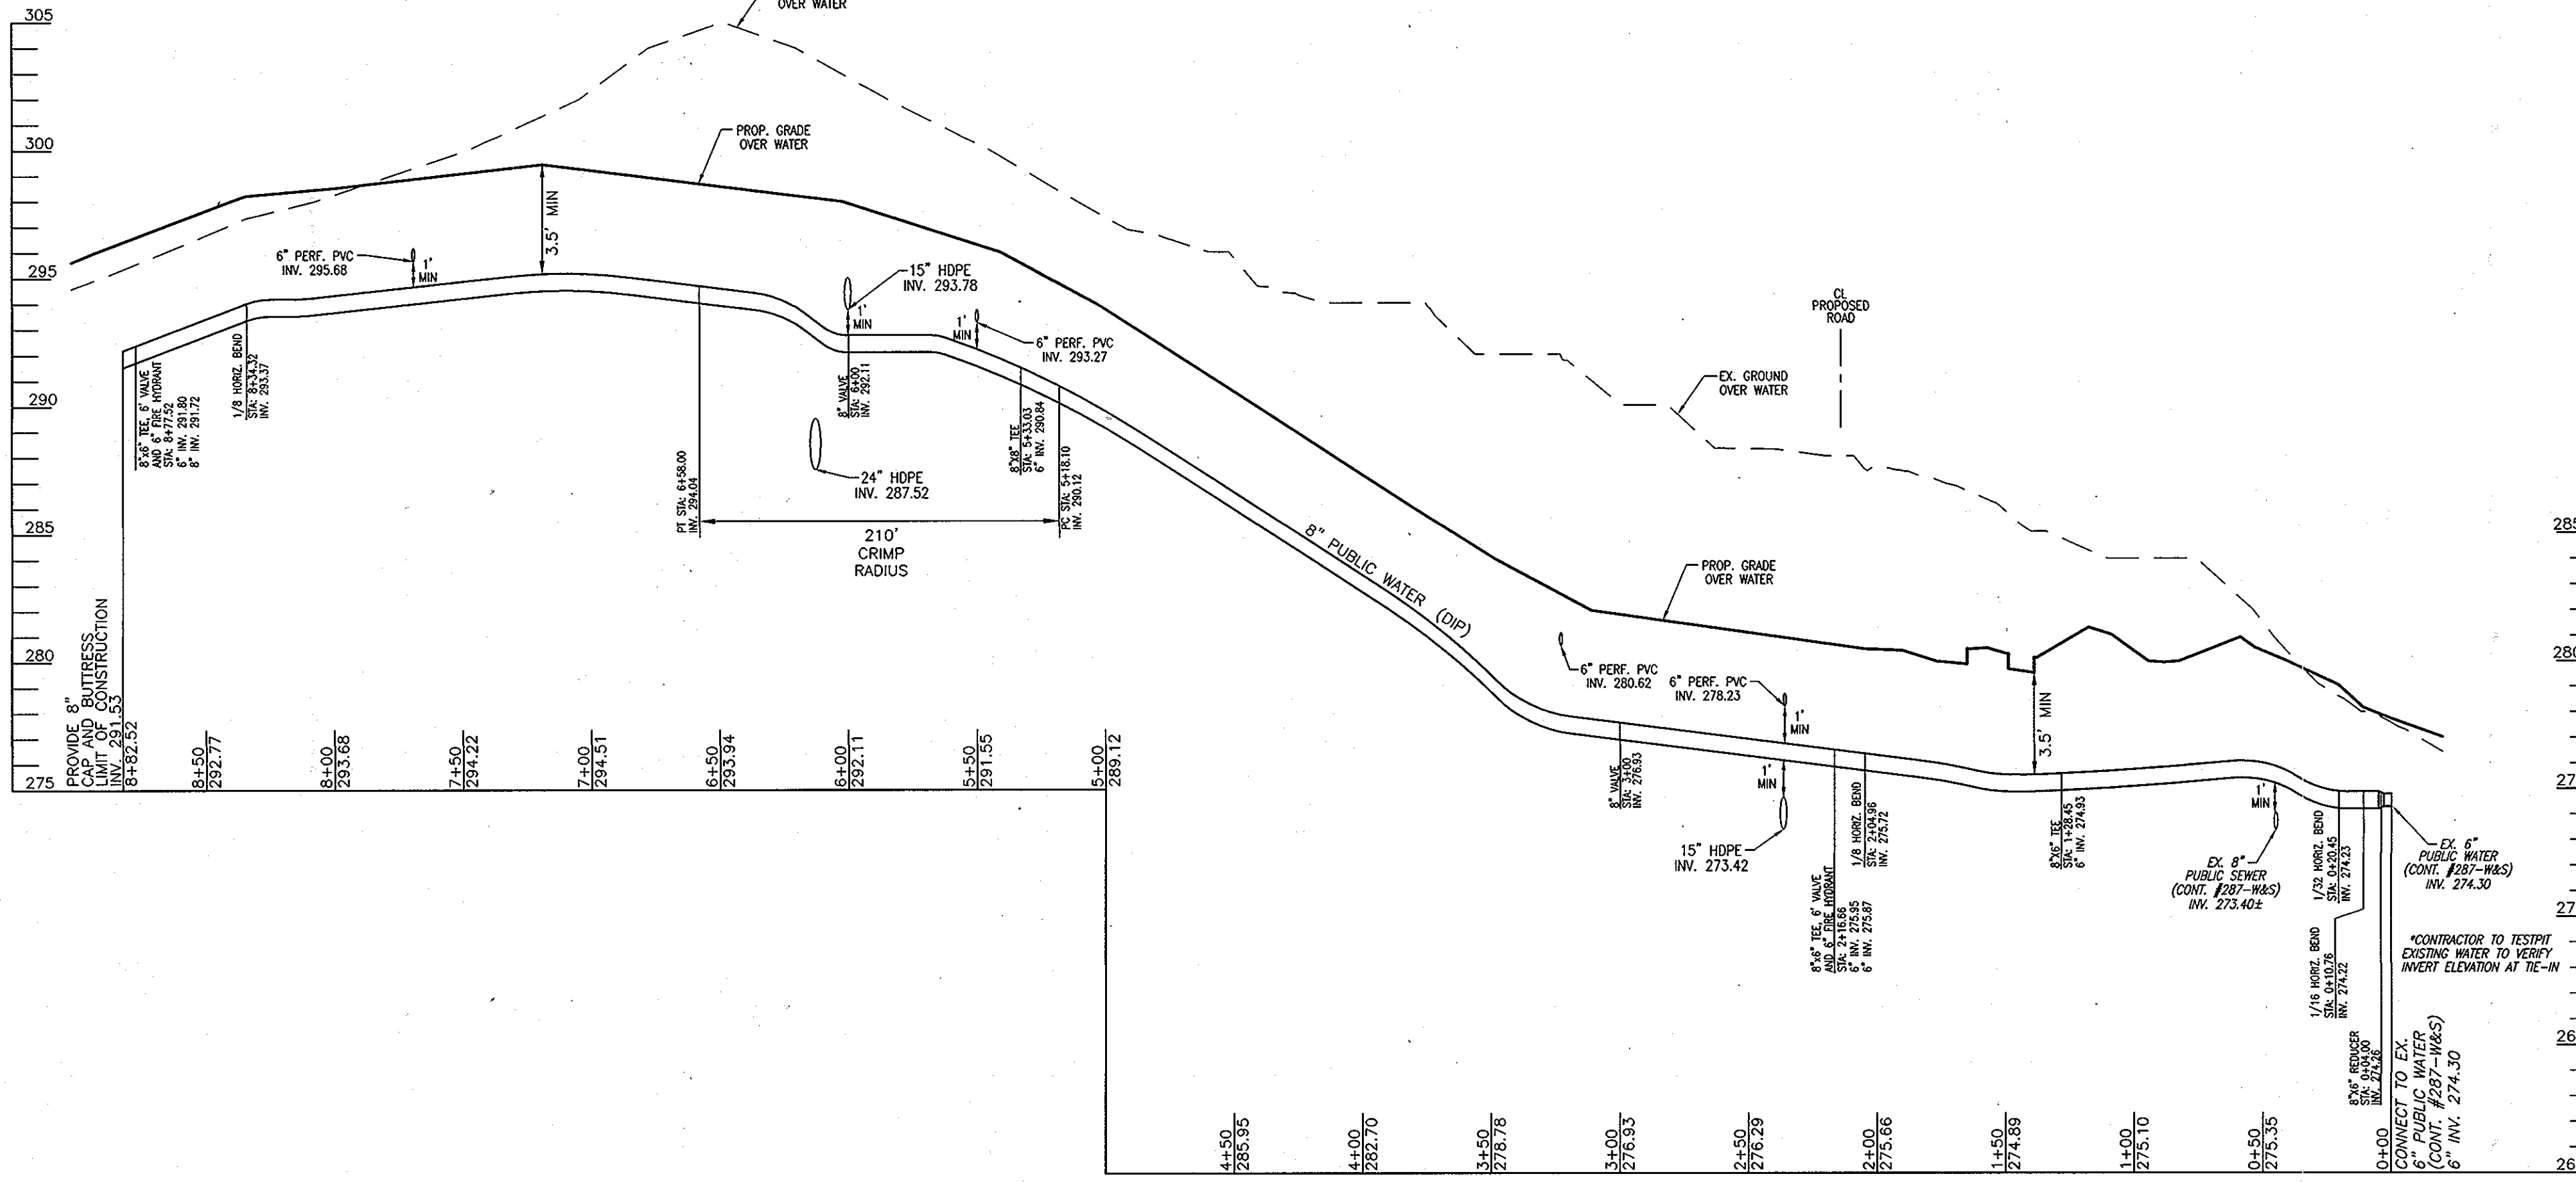 OVER WATER
305
300
295
290
285
280
275
PROP. GRADE
OVER WATER
3.5' MIN
6" PERF. PVC
INV. 295.68
1'
MIN
15" HDPE
INV. 293.78
1'
MIN
1'
MIN
6" PERF. PVC
INV. 293.27
24" HDPE
INV. 287.52
8"x6" TEE, 6' VALVE
AND 6" FIRE HYDRANT
STA: 8+77.52
6" INV. 291.80
8" INV. 291.72
1/8 HORIZ. BEND
STA: 8+34.32
INV. 293.37
PT STA: 6+58.00
INV. 294.04
8" VALVE
STA: 6+00
INV. 292.11
8"X8" TEE
STA: 5+33.03
6" INV. 290.84
PC STA: 5+18.10
INV. 290.12
210'
CRIMP
RADIUS
PROVIDE 8"
CAP AND BUTTRESS
LIMIT OF CONSTRUCTION
INV. 291.53
8+82.52
8+50
292.77
8+00
293.68
7+50
294.22
7+00
294.51
6+50
293.94
6+00
292.11
5+50
291.55
5+00
289.12
8" PUBLIC WATER (DIP)
CL
PROPOSED
ROAD
EX. GROUND
OVER WATER
PROP. GRADE
OVER WATER
6" PERF. PVC
INV. 280.62
6" PERF. PVC
INV. 278.23
1'
MIN
1'
MIN
15" HDPE
INV. 273.42
3.5' MIN
8" VALVE
STA: 3+00
INV. 276.93
8"x6" TEE, 6' VALVE
AND 6" FIRE HYDRANT
STA: 2+16.66
6" INV. 275.95
6" INV. 275.87
1/8 HORIZ. BEND
STA: 2+04.96
INV. 275.72
8"X6" TEE
STA: 1+28.45
6" INV. 274.93
1'
MIN
EX. 8"
PUBLIC SEWER
(CONT. #287-W&S)
INV. 273.40±
1/32 HORIZ. BEND
STA: 0+20.45
INV. 274.23
1/16 HORIZ. BEND
STA: 0+10.76
INV. 274.22
8"X6" REDUCER
STA: 0+04.00
INV. 274.26
EX. 6"
PUBLIC WATER
(CONT. #287-W&S)
INV. 274.30
*CONTRACTOR TO TESTPIT
EXISTING WATER TO VERIFY
INVERT ELEVATION AT TIE-IN
CONNECT TO EX.
6" PUBLIC WATER
(CONT. #287-W&S)
6" INV. 274.30
4+50
285.95
4+00
282.70
3+50
278.78
3+00
276.93
2+50
276.29
2+00
275.66
1+50
274.89
1+00
275.10
0+50
275.35
0+00
285
280
27
27
26
26